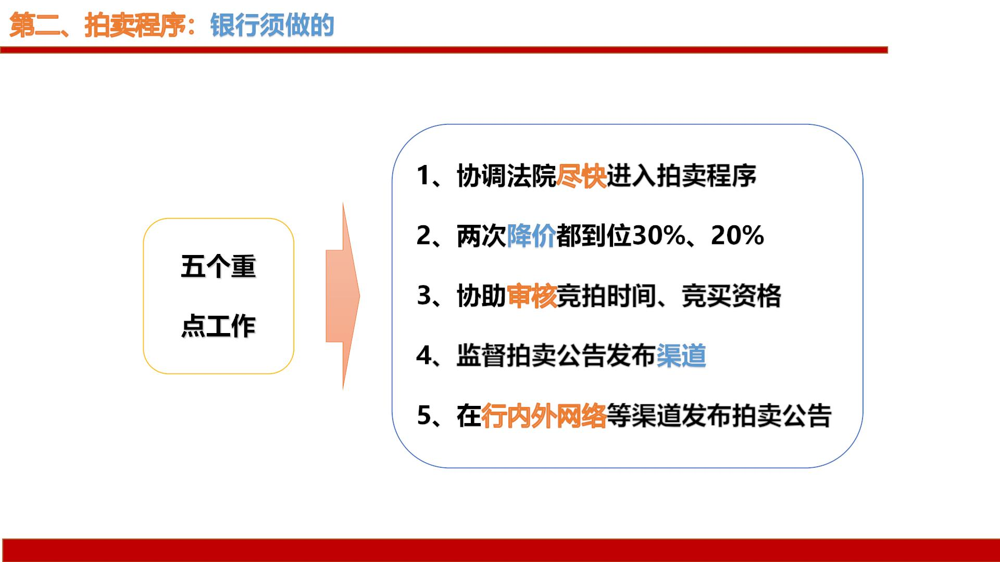 第二、拍卖程序：银行须做的
五个重
点工作
1、协调法院尽快进入拍卖程序
2、两次降价都到位30%、20%
3、协助审核竞拍时间、竞买资格
4、监督拍卖公告发布渠道
5、在行内外网络等渠道发布拍卖公告